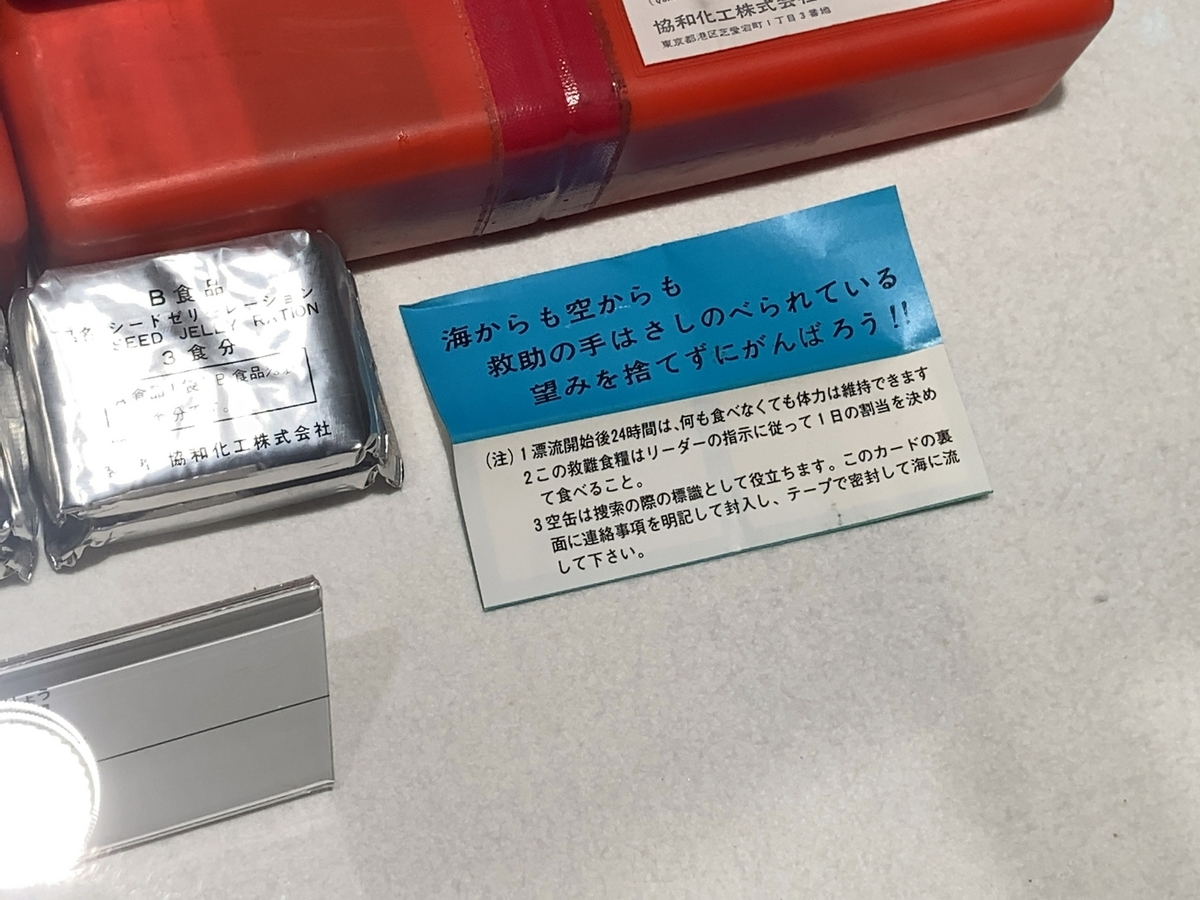 協和化工株式会社
東京都港区芝愛宕町1丁目3番地
B食品
シードゼリーレーション
SEED JELLY RATION
3食分
食品1袋 B食品
協和化工株式会社
海からも空からも
救助の手はさしのべられている
望みを捨てずにがんばろう!!
(注) 1 漂流開始後24時間は、何も食べなくても体力は維持できます
2 この救難食糧はリーダーの指示に従って1日の割当を決め
て食べること。
3 空缶は捜索の際の標識として役立ちます。このカードの裏
面に連絡事項を明記して封入し、テープで密封して海に流
して下さい。